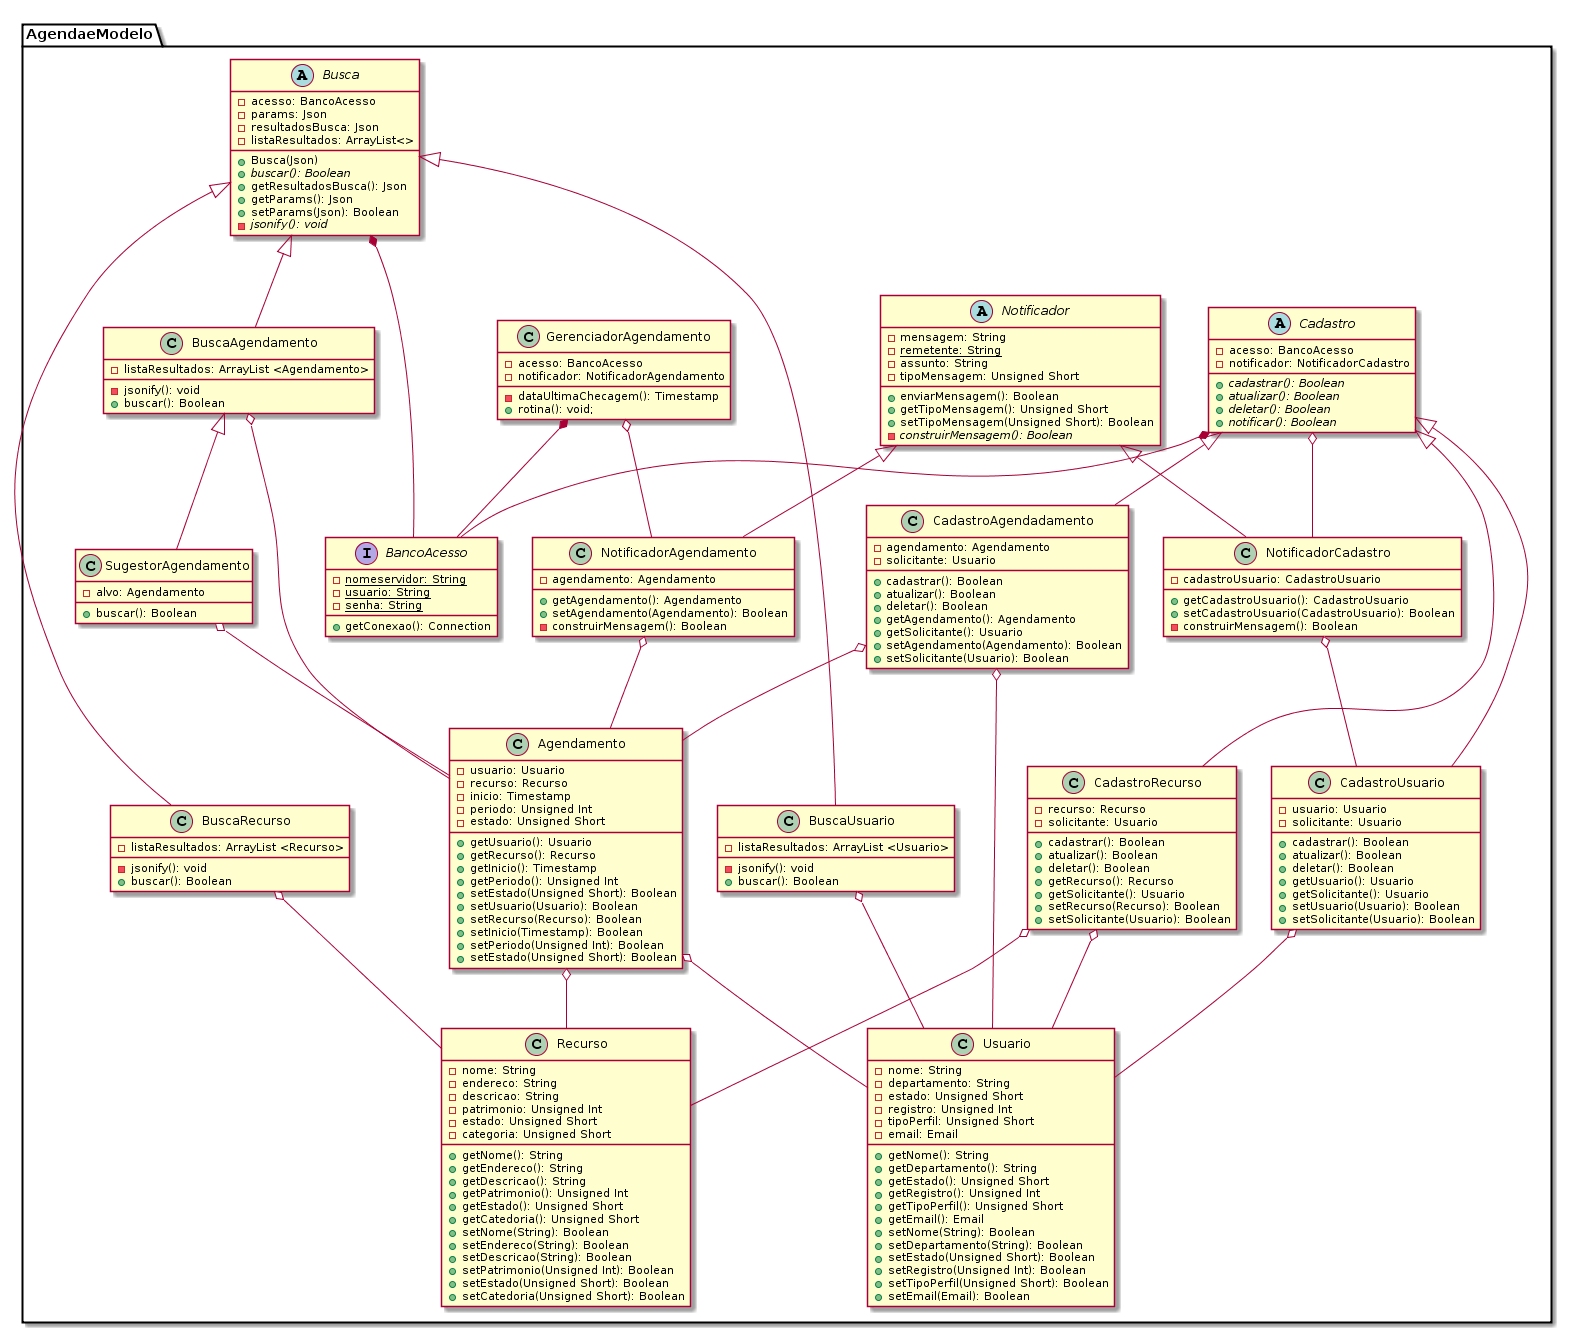 AgendaeModelo
A Busca
acesso: BancoAcesso
params: Json
resultadosBusca: Json
listaResultados: ArrayList<>
Busca(Json)
buscar(): Boolean
getResultadosBusca(): Json
getParams(): Json
setParams(Json): Boolean
jsonify(): void
A Notificador
mensagem: String
remetente: String
assunto: String
tipoMensagem: Unsigned Short
enviarMensagem(): Boolean
getTipoMensagem(): Unsigned Short
setTipoMensagem(Unsigned Short): Boolean
construirMensagem(): Boolean
A Cadastro
acesso: BancoAcesso
notificador: NotificadorCadastro
cadastrar(): Boolean
atualizar(): Boolean
deletar(): Boolean
notificar(): Boolean
C BuscaAgendamento
listaResultados: ArrayList <Agendamento>
jsonify(): void
buscar(): Boolean
C GerenciadorAgendamento
acesso: BancoAcesso
notificador: NotificadorAgendamento
dataUltimaChecagem(): Timestamp
rotina(): void;
C SugestorAgendamento
alvo: Agendamento
buscar(): Boolean
I BancoAcesso
nomeservidor: String
usuario: String
senha: String
getConexao(): Connection
C NotificadorAgendamento
agendamento: Agendamento
getAgendamento(): Agendamento
setAgendamento(Agendamento): Boolean
construirMensagem(): Boolean
C CadastroAgendadamento
agendamento: Agendamento
solicitante: Usuario
cadastrar(): Boolean
atualizar(): Boolean
deletar(): Boolean
getAgendamento(): Agendamento
getSolicitante(): Usuario
setAgendamento(Agendamento): Boolean
setSolicitante(Usuario): Boolean
C NotificadorCadastro
cadastroUsuario: CadastroUsuario
getCadastroUsuario(): CadastroUsuario
setCadastroUsuario(CadastroUsuario): Boolean
construirMensagem(): Boolean
C BuscaRecurso
listaResultados: ArrayList <Recurso>
jsonify(): void
buscar(): Boolean
C Agendamento
usuario: Usuario
recurso: Recurso
inicio: Timestamp
periodo: Unsigned Int
estado: Unsigned Short
getUsuario(): Usuario
getRecurso(): Recurso
getInicio(): Timestamp
getPeriodo(): Unsigned Int
setEstado(Unsigned Short): Boolean
setUsuario(Usuario): Boolean
setRecurso(Recurso): Boolean
setInicio(Timestamp): Boolean
setPeriodo(Unsigned Int): Boolean
setEstado(Unsigned Short): Boolean
C BuscaUsuario
listaResultados: ArrayList <Usuario>
jsonify(): void
buscar(): Boolean
C CadastroRecurso
recurso: Recurso
solicitante: Usuario
cadastrar(): Boolean
atualizar(): Boolean
deletar(): Boolean
getRecurso(): Recurso
getSolicitante(): Usuario
setRecurso(Recurso): Boolean
setSolicitante(Usuario): Boolean
C CadastroUsuario
usuario: Usuario
solicitante: Usuario
cadastrar(): Boolean
atualizar(): Boolean
deletar(): Boolean
getUsuario(): Usuario
getSolicitante(): Usuario
setUsuario(Usuario): Boolean
setSolicitante(Usuario): Boolean
C Recurso
nome: String
endereco: String
descricao: String
patrimonio: Unsigned Int
estado: Unsigned Short
categoria: Unsigned Short
getNome(): String
getEndereco(): String
getDescricao(): String
getPatrimonio(): Unsigned Int
getEstado(): Unsigned Short
getCatedoria(): Unsigned Short
setNome(String): Boolean
setEndereco(String): Boolean
setDescricao(String): Boolean
setPatrimonio(Unsigned Int): Boolean
setEstado(Unsigned Short): Boolean
setCatedoria(Unsigned Short): Boolean
C Usuario
nome: String
departamento: String
estado: Unsigned Short
registro: Unsigned Int
tipoPerfil: Unsigned Short
email: Email
getNome(): String
getDepartamento(): String
getEstado(): Unsigned Short
getRegistro(): Unsigned Int
getTipoPerfil(): Unsigned Short
getEmail(): Email
setNome(String): Boolean
setDepartamento(String): Boolean
setEstado(Unsigned Short): Boolean
setRegistro(Unsigned Int): Boolean
setTipoPerfil(Unsigned Short): Boolean
setEmail(Email): Boolean